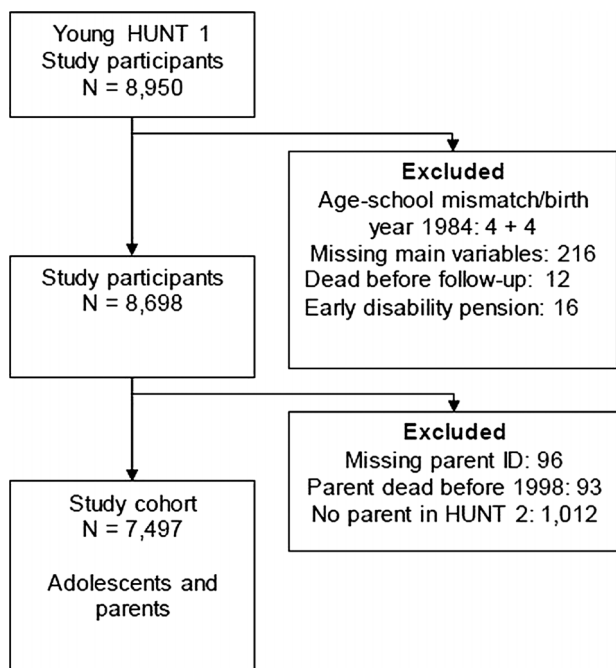 Young HUNT 1
Study participants
N = 8,950
Excluded
Age-school mismatch/birth
year 1984: 4 + 4
Missing main variables: 216
Dead before follow-up: 12
Early disability pension: 16
Study participants
N = 8,698
Excluded
Missing parent ID: 96
Parent dead before 1998: 93
No parent in HUNT 2: 1,012
Study cohort
N = 7,497
Adolescents and
parents